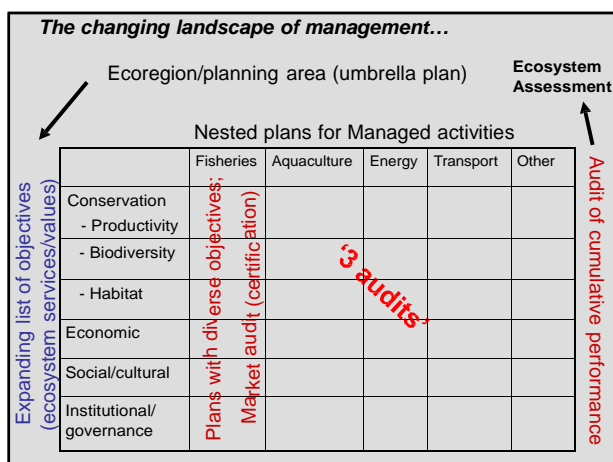 The changing landscape of management…
Ecoregion/planning area (umbrella plan)
Ecosystem
Assessment
Nested plans for Managed activities
Fisheries Aquaculture Energy Transport Other
Conservation
- Productivity
- Biodiversity
- Habitat
Economic
Social/cultural
Institutional/
governance
Expanding list of objectives
(ecosystem services/values)
Plans with diverse objectives;
Market audit (certification)
‘3 audits’
Audit of cumulative performance